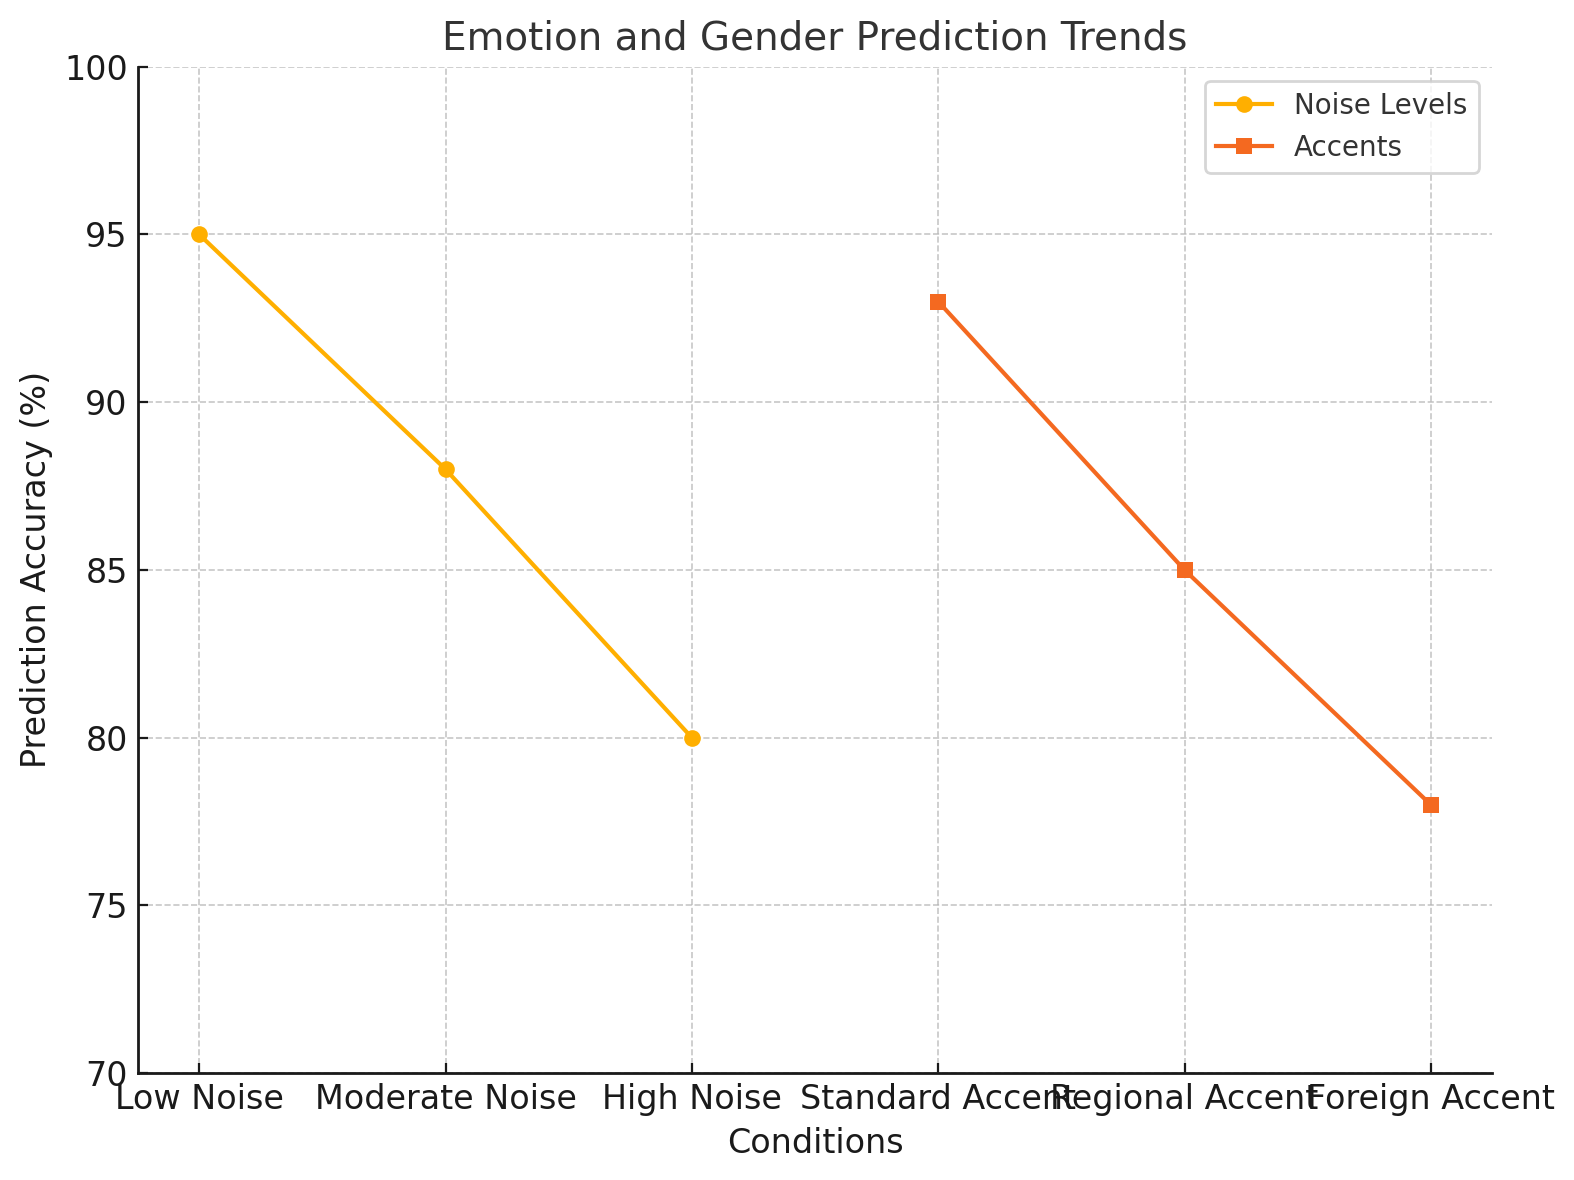 Emotion and Gender Prediction Trends
Noise Levels
Accents
Prediction Accuracy (%)
100
95
90
85
80
75
70
Low Noise Moderate Noise High Noise Standard Accent Regional Accent Foreign Accent
Conditions